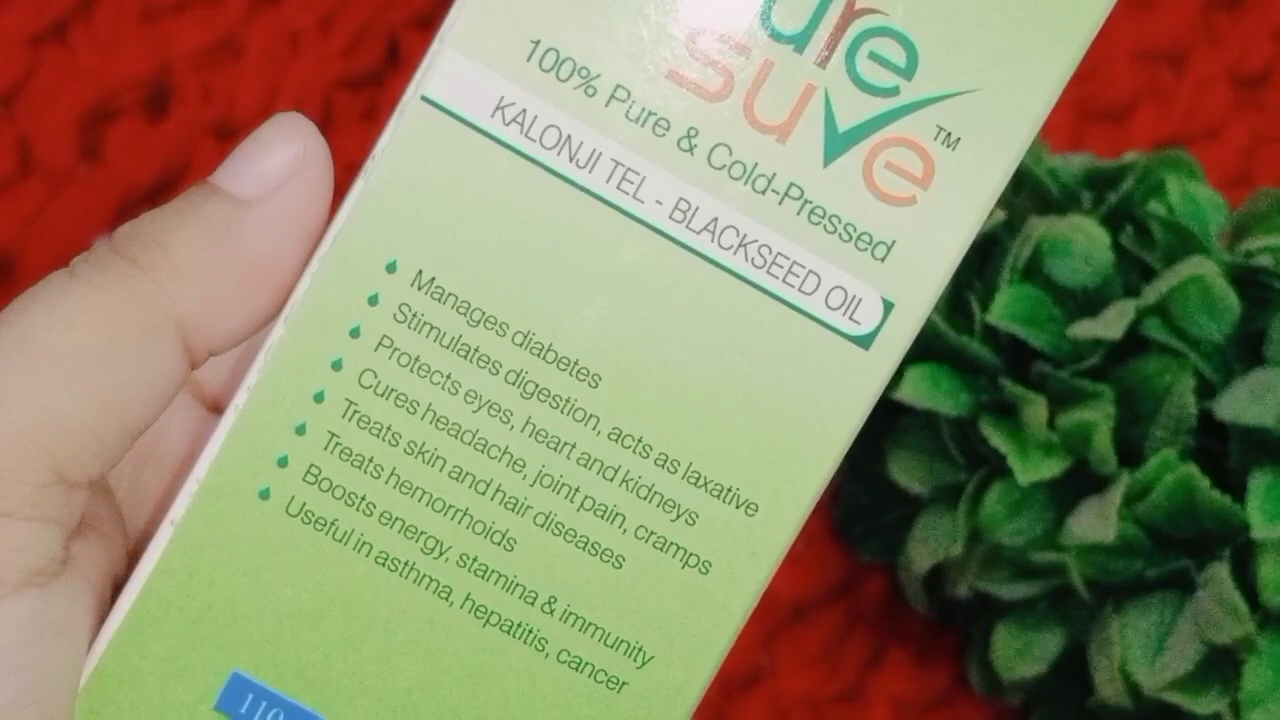 ure
suve™
100% Pure & Cold-Pressed
KALONJI TEL - BLACKSEED OIL
Manages diabetes
Stimulates digestion, acts as laxative
Protects eyes, heart and kidneys
Cures headache, joint pain, cramps
Treats skin and hair diseases
Treats hemorrhoids
Boosts energy, stamina & immunity
Useful in asthma, hepatitis, cancer
110